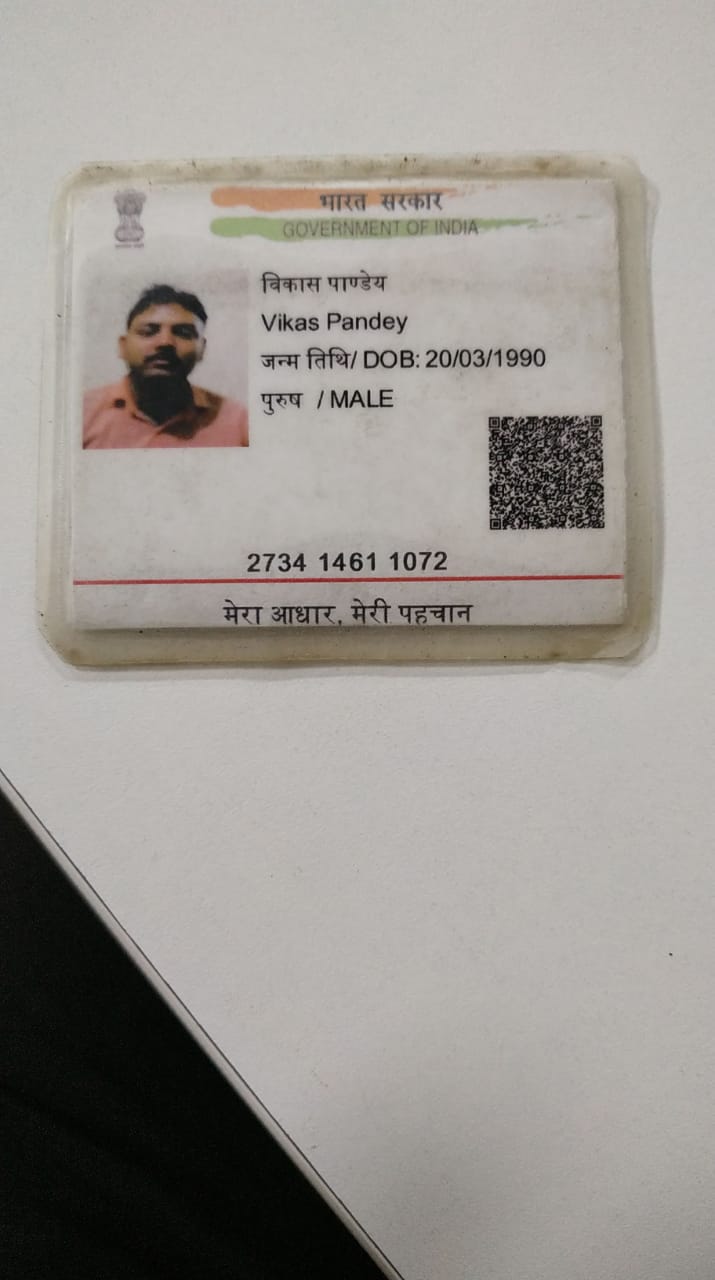 भारत सरकार
GOVERNMENT OF INDIA
विकास पाण्डेय
Vikas Pandey
जन्म तिथि/ DOB: 20/03/1990
पुरुष / MALE
2734 1461 1072
मेरा आधार, मेरी पहचान